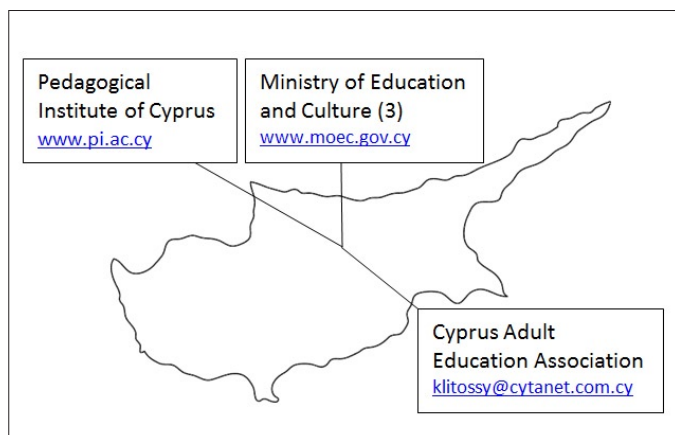 Pedagogical
Institute of Cyprus
www.pi.ac.cy
Ministry of Education
and Culture (3)
www.moec.gov.cy
Cyprus Adult
Education Association
klitossy@cytanet.com.cy